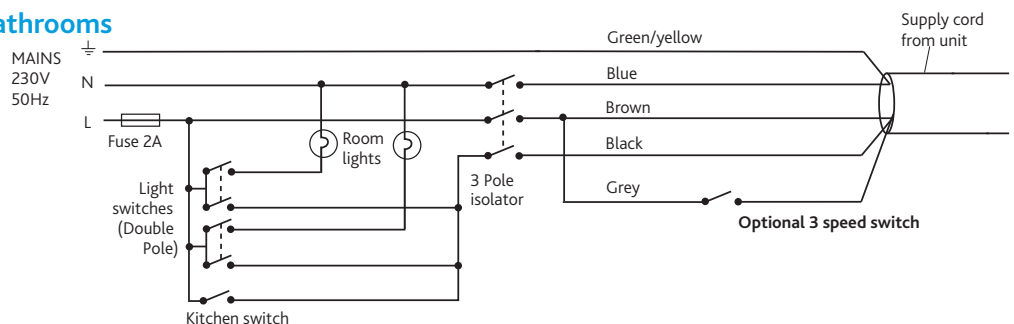 athrooms
Supply cord
from unit
MAINS
230V
50Hz
Green/yellow
N
Blue
L
Fuse 2A
Brown
Room
lights
Black
3 Pole
isolator
Light
switches
(Double
Pole)
Grey
Optional 3 speed switch
Kitchen switch